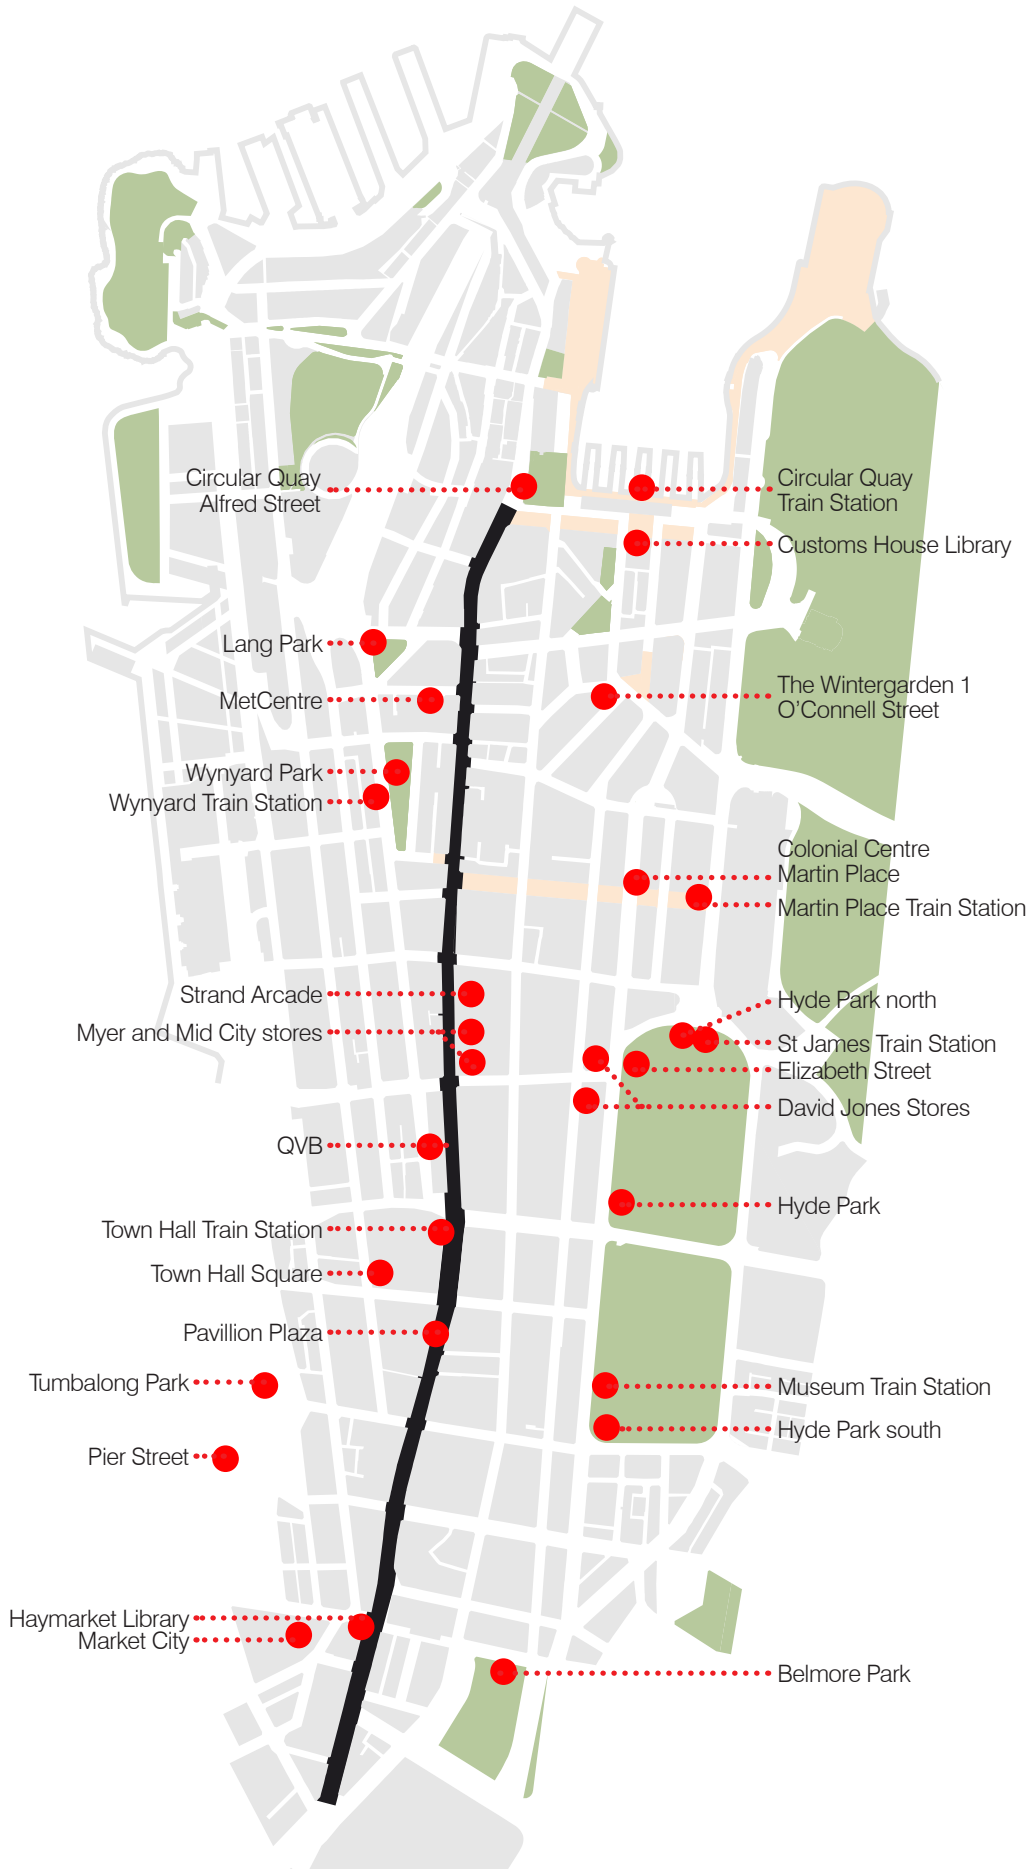 Circular Quay
Alfred Street
Circular Quay
Train Station
Customs House Library
Lang Park
MetCentre
The Wintergarden 1
O'Connell Street
Wynyard Park
Wynyard Train Station
Colonial Centre
Martin Place
Martin Place Train Station
Strand Arcade
Hyde Park north
Myer and Mid City stores
St James Train Station
Elizabeth Street
David Jones Stores
QVB
Hyde Park
Town Hall Train Station
Town Hall Square
Pavillion Plaza
Tumbalong Park
Museum Train Station
Hyde Park south
Pier Street
Haymarket Library
Market City
Belmore Park